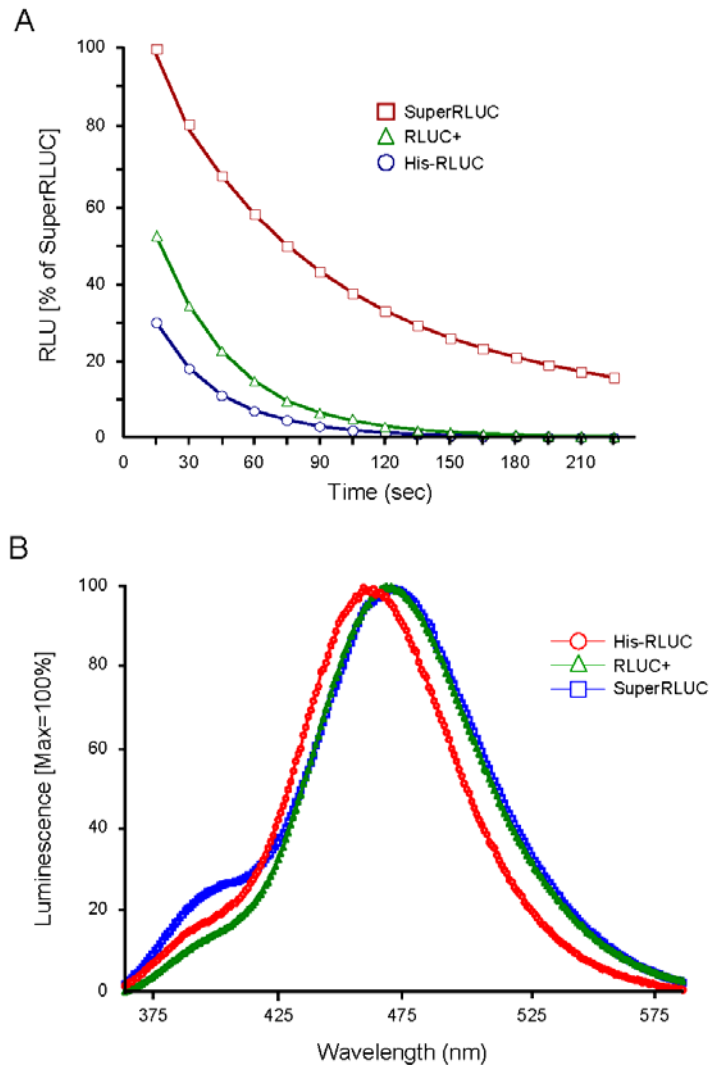 A
RLU [% of SuperRLUC]
100
80
60
40
20
0
SuperRLUC
RLUC+
His-RLUC
0 30 60 90 120 150 180 210
Time (sec)
B
Luminescence [Max=100%]
100
80
60
40
20
0
His-RLUC
RLUC+
SuperRLUC
375 425 475 525 575
Wavelength (nm)